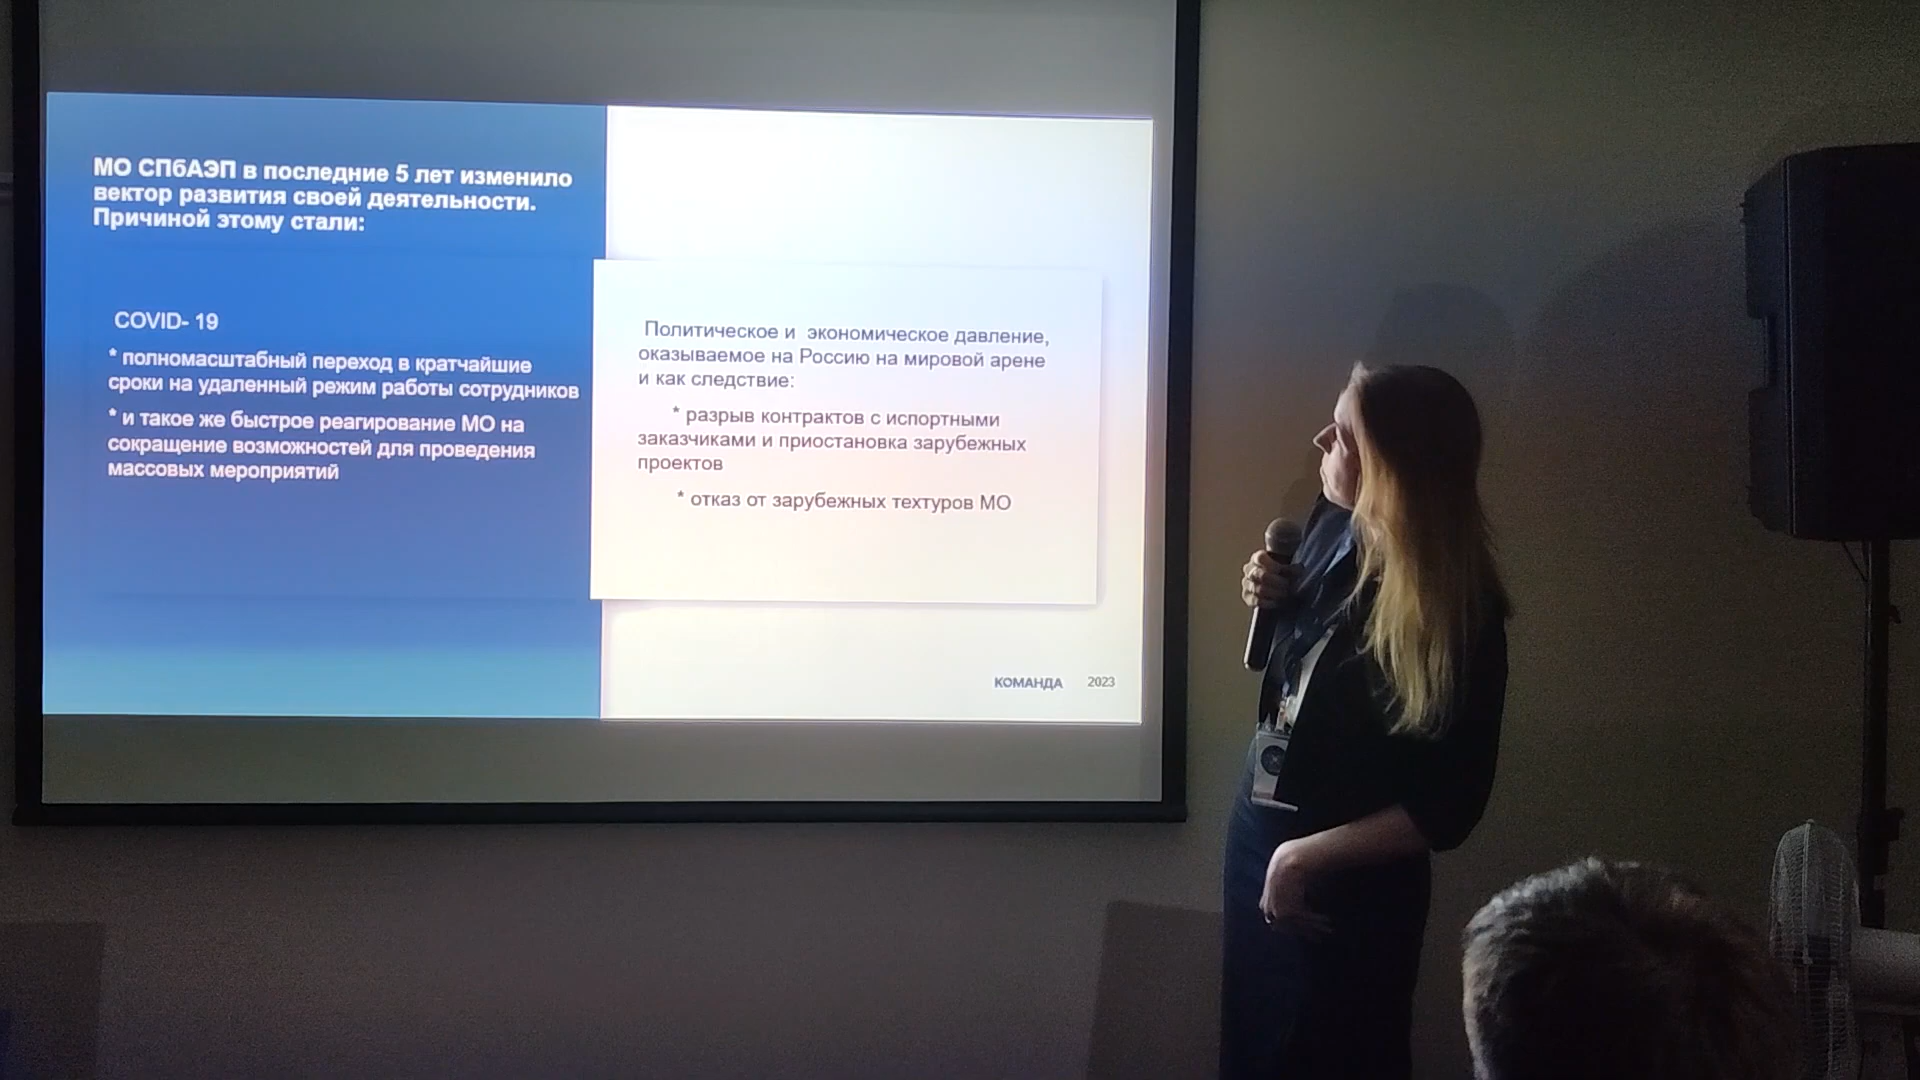 МО СПбАЭП в последние 5 лет изменило
вектор развития своей деятельности.
Причиной этому стали:
COVID- 19
* полномасштабный переход в кратчайшие
сроки на удаленный режим работы сотрудников
* и такое же быстрое реагирование МО на
сокращение возможностей для проведения
массовых мероприятий
Политическое и экономическое давление,
оказываемое на Россию на мировой арене
и как следствие:
* разрыв контрактов с испортными
заказчиками и приостановка зарубежных
проектов
* отказ от зарубежных техтуров МО
КОМАНДА 2023